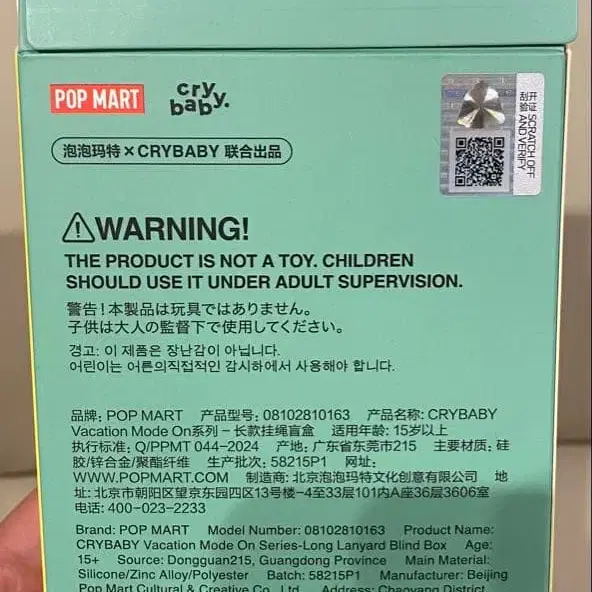 POP MART
cry
baby.
泡泡玛特×CRYBABY 联合出品
开证
刮验
SCRATCH OFF
AND VERIFY
WARNING!
THE PRODUCT IS NOT A TOY. CHILDREN
SHOULD USE IT UNDER ADULT SUPERVISION.
警告!本製品は玩具ではありません。
子供は大人の監督下で使用してください。
경고: 이 제품은 장난감이 아닙니다.
어린이는 어른의직접적인 감시하에서 사용해야 합니다.
品牌: POP MART 产品型号: 08102810163 产品名称: CRYBABY
Vacation Mode On系列 – 长款挂绳盲盒 适用年龄: 15岁以上
执行标准: Q/PPMT 044-2024 产地: 广东省东莞市215 主要材质: 硅
胶/锌合金/聚酯纤维 生产批次: 58215P1 网址:
WWW.POPMART.COM 制造商: 北京泡泡玛特文化创意有限公司 地
址: 北京市朝阳区望京东园四区13号楼-4至33层101内A座36层3606室
电话: 400-023-2233
Brand: POP MART Model Number: 08102810163 Product Name:
CRYBABY Vacation Mode On Series-Long Lanyard Blind Box Age:
15+ Source: Dongguan215, Guangdong Province Main Material:
Silicone/Zinc Alloy/Polyester Batch: 58215P1 Manufacturer: Beijing
Pop Mart Cultural & Creative Co., Ltd. Address: Chaoyang District,